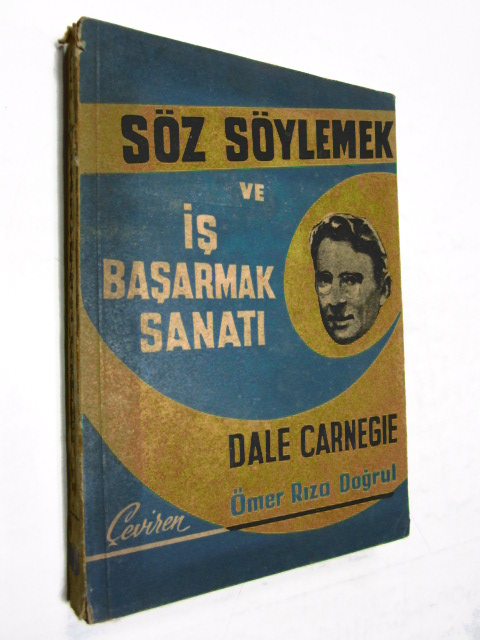 SÖZ SÖYLEMEK
VE
İŞ
BAŞARMAK
SANATI
DALE CARNEGIE
Çeviren
Ömer Rıza Doğrul